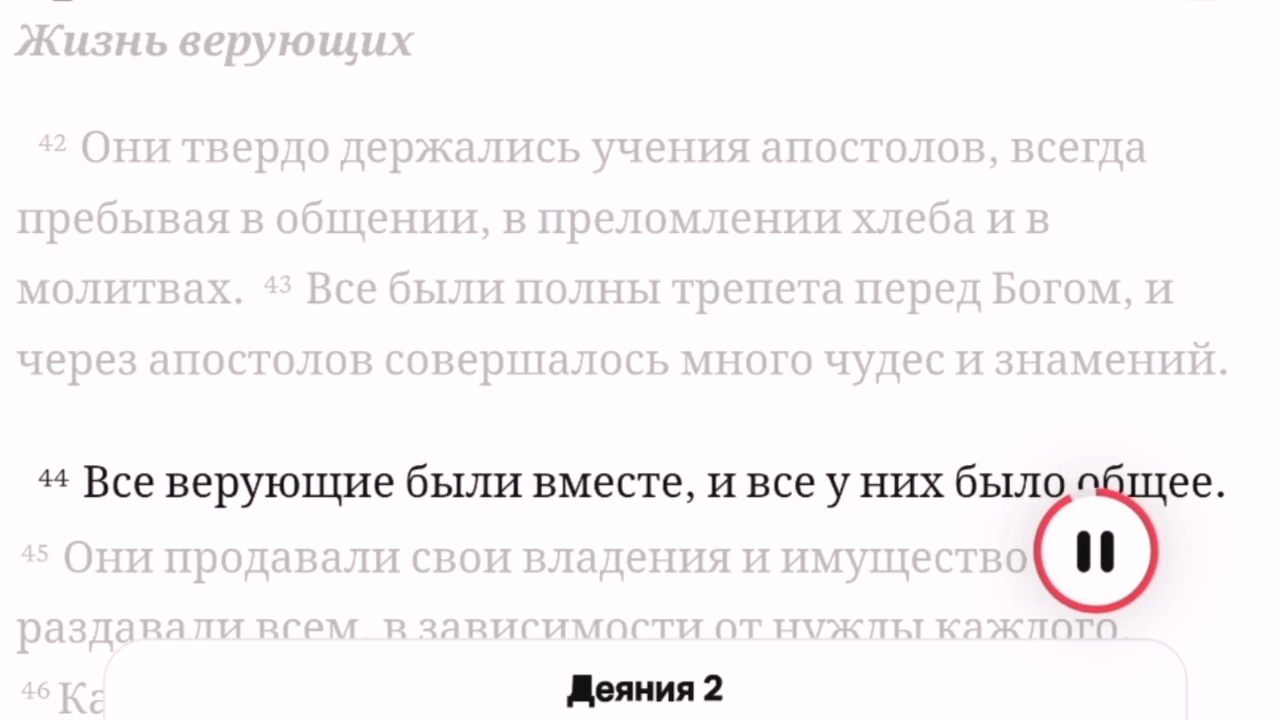 Жизнь верующих
42 Они твердо держались учения апостолов, всегда
пребывая в общении, в преломлении хлеба и в
молитвах. 43 Все были полны трепета перед Богом, и
через апостолов совершалось много чудес и знамений.
44 Все верующие были вместе, и все у них было общее.
45 Они продавали свои владения и имущество
раздавали всем, в зависимости от нужды каждого.
46 Ка
Деяния 2